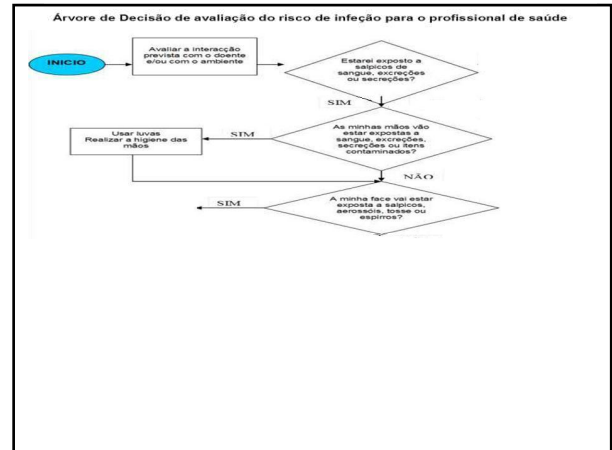 Árvore de Decisão de avaliação do risco de infeção para o profissional de saúde
INICIO
Avaliar a interacção
prevista com o doente
e/ou com o ambiente
Estarei exposto a
salpicos de
sangue, excreções
ou secreções?
SIM
As minhas mãos vão
estar expostas a
sangue, excreções,
secreções ou itens
contaminados?
SIM
Usar luvas
Realizar a higiene das
mãos
NÃO
A minha face vai estar
exposta a salpicos,
aerossóis, tosse ou
espirros?
SIM